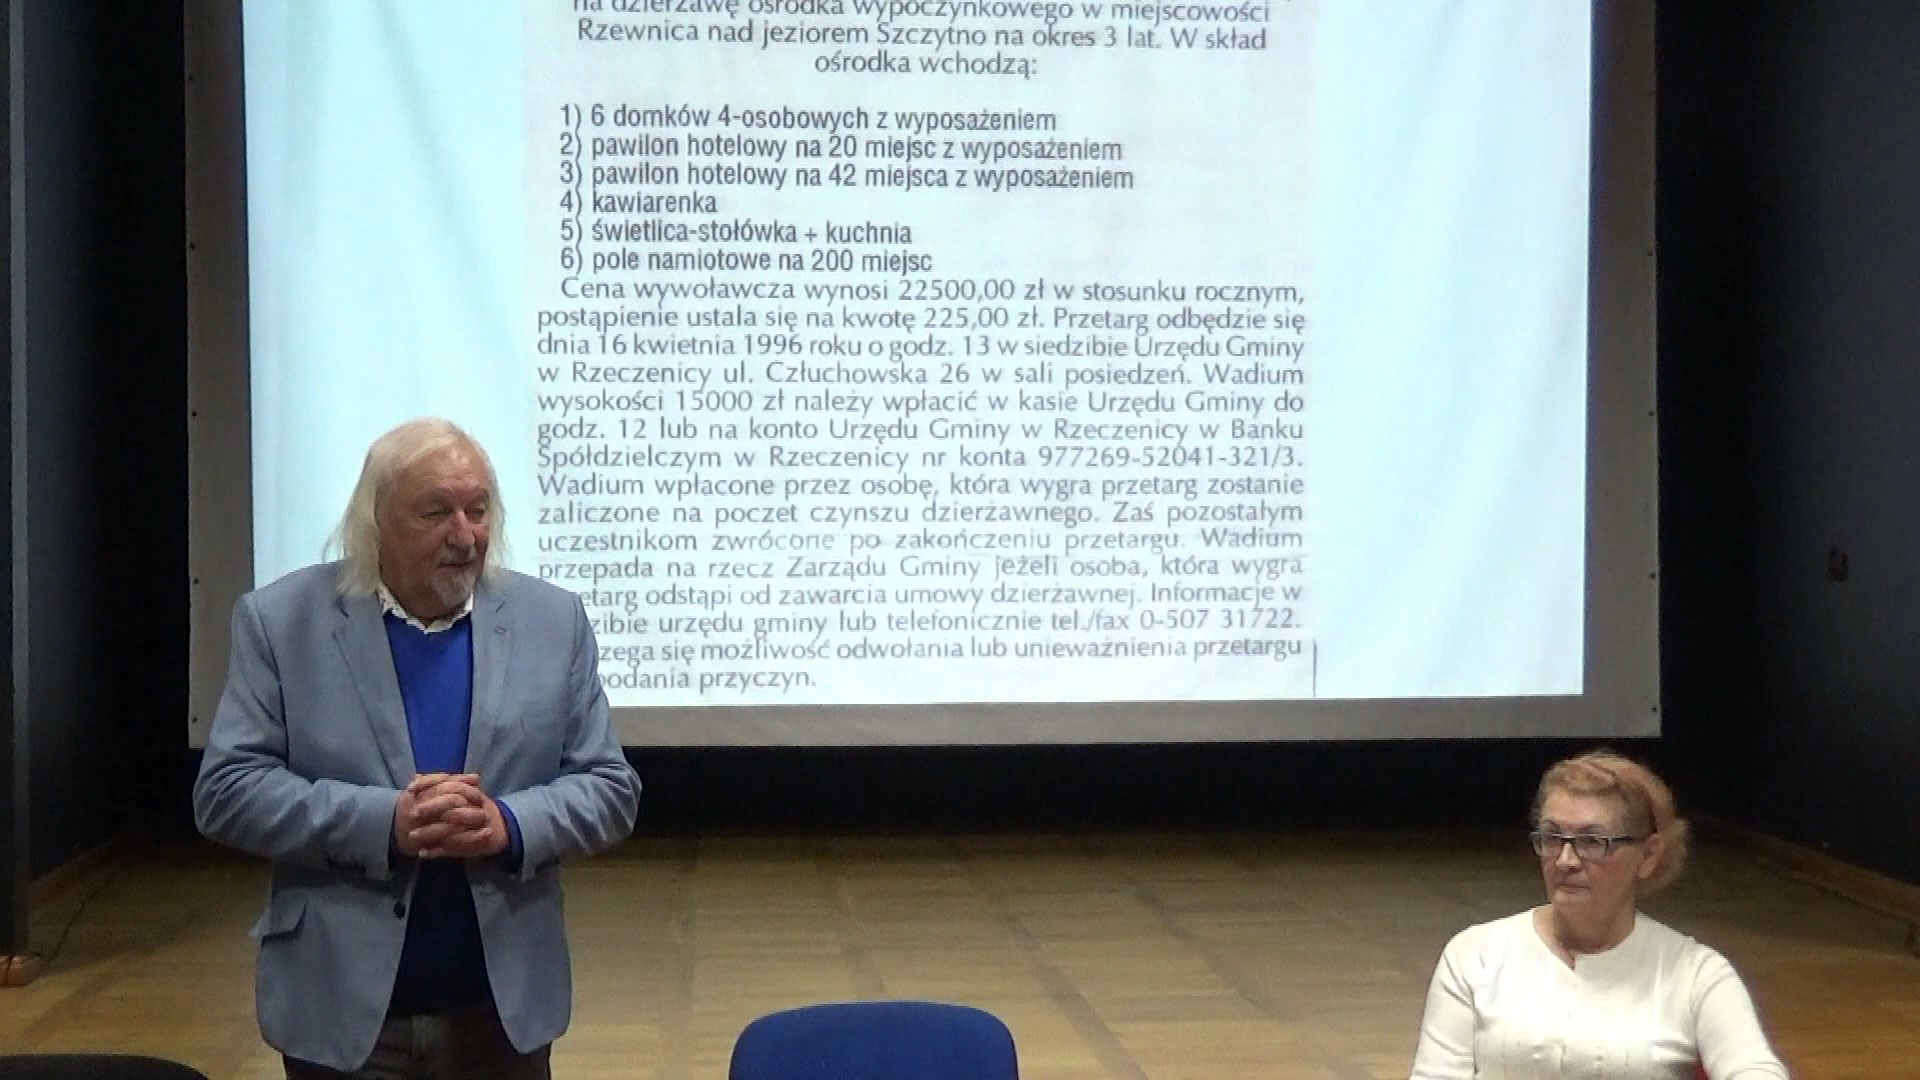 na dzierżawę ośrodka wypoczynkowego w miejscowości
Rzewnica nad jeziorem Szczytno na okres 3 lat. W skład
ośrodka wchodzą:
1) 6 domków 4-osobowych z wyposażeniem
2) pawilon hotelowy na 20 miejsc z wyposażeniem
3) pawilon hotelowy na 42 miejsca z wyposażeniem
4) kawiarenka
5) świetlica-stołówka + kuchnia
6) pole namiotowe na 200 miejsc
Cena wywoławcza wynosi 22500,00 zł w stosunku rocznym,
postąpienie ustala się na kwotę 225,00 zł. Przetarg odbędzie się
dnia 16 kwietnia 1996 roku o godz. 13 w siedzibie Urzędu Gminy
w Rzeczenicy ul. Człuchowska 26 w sali posiedzeń. Wadium
wysokości 15000 zł należy wpłacić w kasie Urzędu Gminy do
godz. 12 lub na konto Urzędu Gminy w Rzeczenicy w Banku
Spółdzielczym w Rzeczenicy nr konta 977269-52041-321/3.
Wadium wpłacone przez osobę, która wygra przetarg zostanie
zaliczone na poczet czynszu dzierżawnego. Zaś pozostałym
uczestnikom zwrócone po zakończeniu przetargu. Wadium
przepada na rzecz Zarządu Gminy jeżeli osoba, która wygra
etarg odstąpi od zawarcia umowy dzierżawnej. Informacje w
zibie urzędu gminy lub telefonicznie tel./fax 0-507 31722.
zega się możliwość odwołania lub unieważnienia przetargu
podania przyczyn.